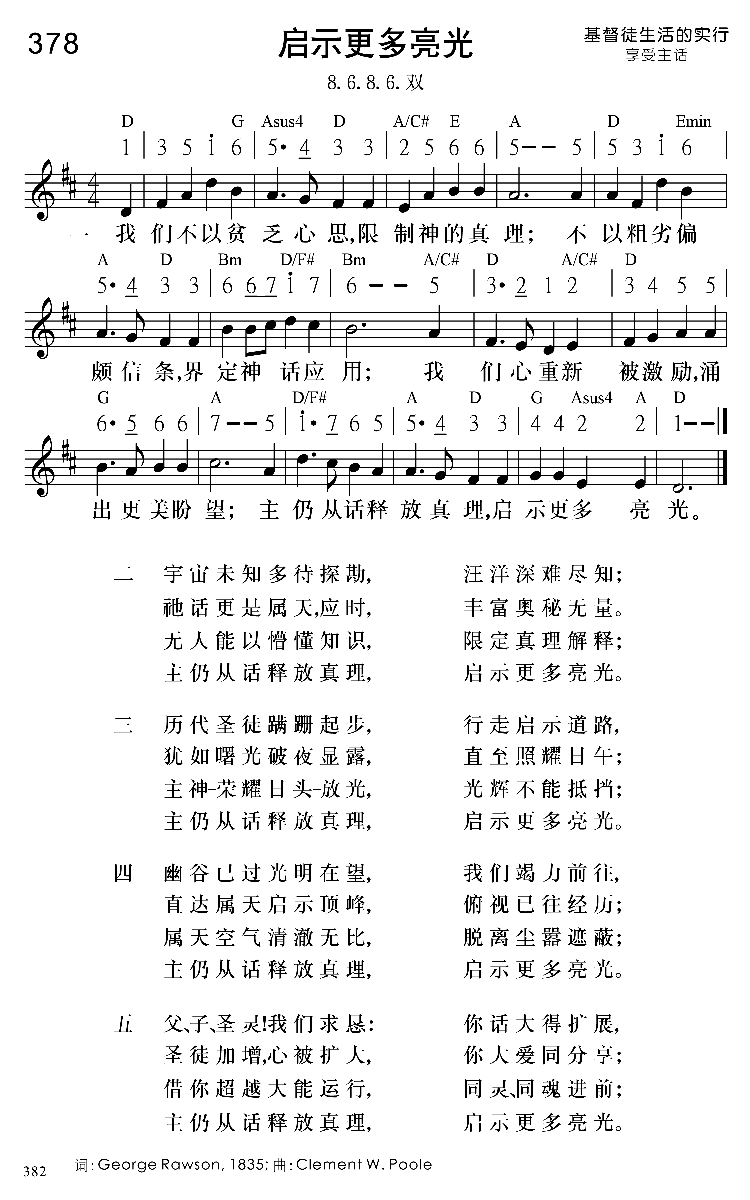 378
启示更多亮光
基督徒生活的实行
享受主话
8. 6. 8. 6. 双
D G Asus4 D A/C# E A D Emin
1 | 3 5 i 6 | 5· 4 3 3 | 2 5 6 6 | 5－－ 5 | 5 3 i 6 |
一 我们不以贫乏心思,限制神的真理；不以粗劣偏
A D Bm D/F# Bm A/C# D A/C# D
5· 4 3 3 | 6 6 7 i 7 | 6－－ 5 | 3· 2 1 2 | 3 4 5 5 |
颇信条,界定神话应用；我们心重新被激励,涌
G A D/F# A D G Asus4 A D
6· 5 6 6 | 7－－ 5 | i· 7 6 5 | 5· 4 3 3 | 4 4 2 2 | 1－－ ‖
出更美盼望；主仍从话释放真理,启示更多亮光。
二 宇宙未知多待探勘, 汪洋深难尽知；
祂话更是属天,应时, 丰富奥秘无量。
无人能以懵懂知识, 限定真理解释；
主仍从话释放真理, 启示更多亮光。
三 历代圣徒蹒跚起步, 行走启示道路,
犹如曙光破夜显露, 直至照耀日午；
主神-荣耀日头-放光, 光辉不能抵挡；
主仍从话释放真理, 启示更多亮光。
四 幽谷已过光明在望, 我们竭力前往,
直达属天启示顶峰, 俯视已往经历；
属天空气清澈无比, 脱离尘嚣遮蔽；
主仍从话释放真理, 启示更多亮光。
五 父、子、圣灵!我们求恳： 你话大得扩展,
圣徒加增,心被扩大, 你大爱同分享；
借你超越大能运行, 同灵、同魂进前；
主仍从话释放真理, 启示更多亮光。
382 词: George Rawson, 1835; 曲: Clement W. Poole